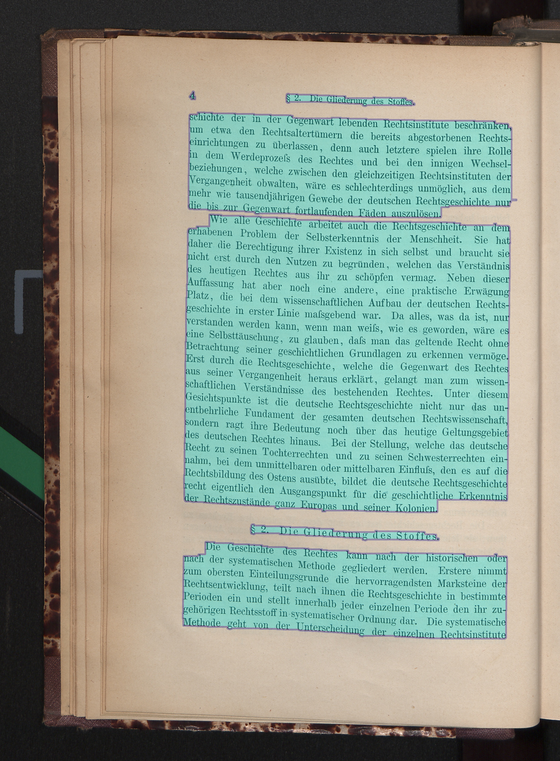 4
§ 2. Die Gliederung des Stoffes.
schichte der in der Gegenwart lebenden Rechtsinstitute beschränken,
um etwa den Rechtsaltertümern die bereits abgestorbenen Rechts-
einrichtungen zu überlassen, denn auch letztere spielen ihre Rolle
in dem Werdeprozeſs des Rechtes und bei den innigen Wechsel-
beziehungen, welche zwischen den gleichzeitigen Rechtsinstituten der
Vergangenheit obwalten, wäre es schlechterdings unmöglich, aus dem
mehr wie tausendjährigen Gewebe der deutschen Rechtsgeschichte nur
die bis zur Gegenwart fortlaufenden Fäden auszulösen.
Wie alle Geschichte arbeitet auch die Rechtsgeschichte an dem
erhabenen Problem der Selbsterkenntnis der Menschheit. Sie hat
daher die Berechtigung ihrer Existenz in sich selbst und braucht sie
nicht erst durch den Nutzen zu begründen, welchen das Verständnis
des heutigen Rechtes aus ihr zu schöpfen vermag. Neben dieser
Auffassung hat aber noch eine andere, eine praktische Erwägung
Platz, die bei dem wissenschaftlichen Aufbau der deutschen Rechts-
geschichte in erster Linie maſsgebend war. Da alles, was da ist, nur
verstanden werden kann, wenn man weiſs, wie es geworden, wäre es
eine Selbsttäuschung, zu glauben, daſs man das geltende Recht ohne
Betrachtung seiner geschichtlichen Grundlagen zu erkennen vermöge.
Erst durch die Rechtsgeschichte, welche die Gegenwart des Rechtes
aus seiner Vergangenheit heraus erklärt, gelangt man zum wissen-
schaftlichen Verständnisse des bestehenden Rechtes. Unter diesem
Gesichtspunkte ist die deutsche Rechtsgeschichte nicht nur das un-
entbehrliche Fundament der gesamten deutschen Rechtswissenschaft,
sondern ragt ihre Bedeutung noch über das heutige Geltungsgebiet
des deutschen Rechtes hinaus. Bei der Stellung, welche das deutsche
Recht zu seinen Tochterrechten und zu seinen Schwesterrechten ein-
nahm, bei dem unmittelbaren oder mittelbaren Einfluſs, den es auf die
Rechtsbildung des Ostens ausübte, bildet die deutsche Rechtsgeschichte
recht eigentlich den Ausgangspunkt für die geschichtliche Erkenntnis
der Rechtszustände ganz Europas und seiner Kolonien.
§ 2. Die Gliederung des Stoffes.
Die Geschichte des Rechtes kann nach der historischen oder
nach der systematischen Methode gegliedert werden. Erstere nimmt
zum obersten Einteilungsgrunde die hervorragendsten Marksteine der
Rechtsentwicklung, teilt nach ihnen die Rechtsgeschichte in bestimmte
Perioden ein und stellt innerhalb jeder einzelnen Periode den ihr zu-
gehörigen Rechtsstoff in systematischer Ordnung dar. Die systematische
Methode geht von der Unterscheidung der einzelnen Rechtsinstitute